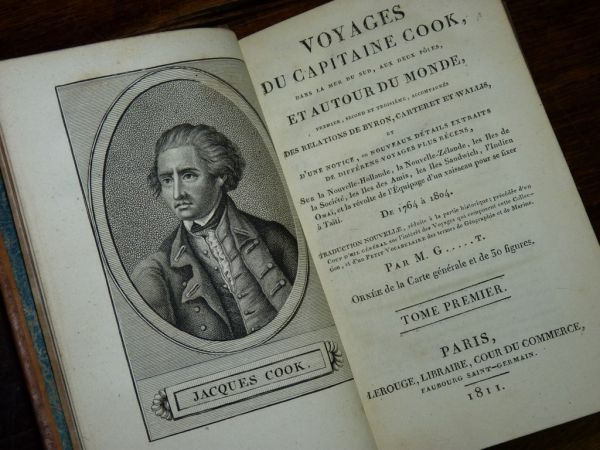 JACQUES COOK.
VOYAGES
DU CAPITAINE COOK,
DANS LA MER DU SUD, AUX DEUX PÔLES,
ET AUTOUR DU MONDE,
PREMIER, SECOND ET TROISIÈME, ACCOMPAGNÉS
DES RELATIONS DE BYRON, CARTERET ET WALLIS,
ET
D'UNE NOTICE, ou NOUVEAUX DÉTAILS EXTRAITS
DE DIFFÉRENS VOYAGES PLUS RÉCENS,
Sur la Nouvelle-Hollande, la Nouvelle-Zélande, les Iles de
la Société, les Iles des Amis, les Iles Sandwich; l'Indien
Omaï, et la révolte de l'Équipage d'un vaisseau pour se fixer
à Taïti.
De 1764 à 1804.
TRADUCTION NOUVELLE, réduite à la partie historique; précédée d'un
COUP D'ŒIL GÉNÉRAL sur l'intérêt des Voyages qui composent cette Collec-
tion, et d'un PETIT VOCABULAIRE des termes de Géographie et de Marine.
PAR M. G.....T.
ORNÉE de la Carte générale et de 30 figures.
TOME PREMIER.
PARIS,
LEROUGE, LIBRAIRE, COUR DU COMMERCE,
FAUBOURG SAINT-GERMAIN.
1811.